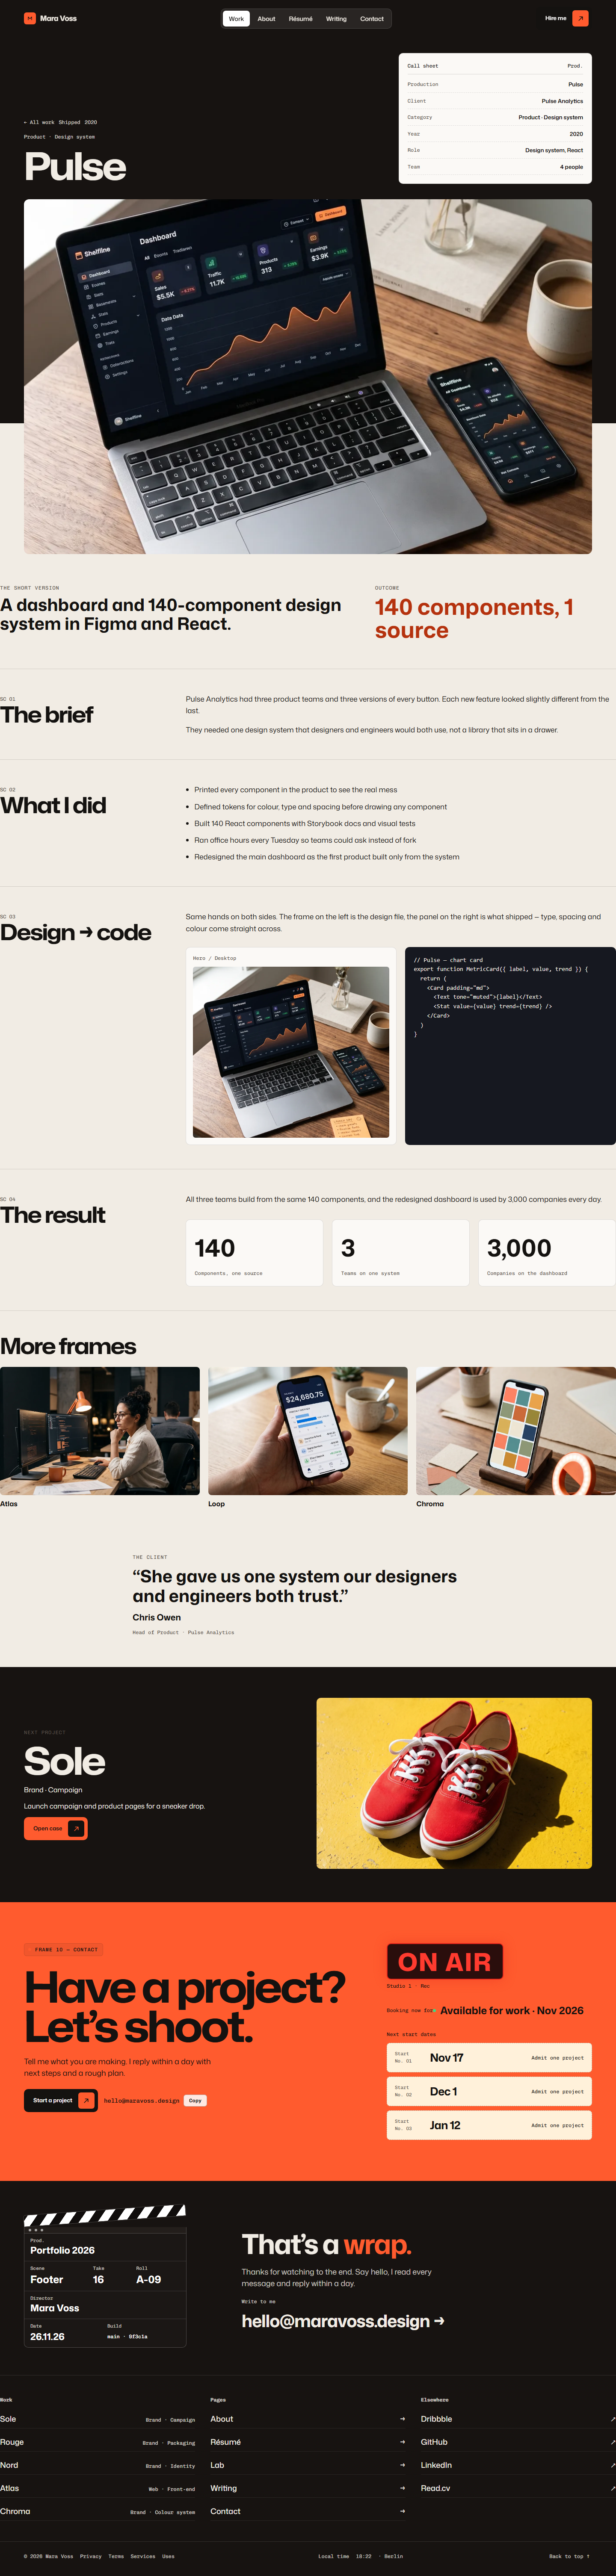 Mara Voss
Work
About
Résumé
Writing
Contact
Hire me
← All work Shipped 2020
Product · Design system
Pulse
Call sheet Prod.
Production Pulse
Client Pulse Analytics
Category Product · Design system
Year 2020
Role Design system, React
Team 4 people
Shelfline
Dashboard
Dashboard
Sales
$5.5K
Traffic
11.7K
Products
313
Earnings
$3.9K
Shelfline
THE SHORT VERSION
A dashboard and 140-component design
system in Figma and React.
OUTCOME
140 components, 1
source
SC 01
The brief
Pulse Analytics had three product teams and three versions of every button. Each new feature looked slightly different from the
last.
They needed one design system that designers and engineers would both use, not a library that sits in a drawer.
SC 02
What I did
Printed every component in the product to see the real mess
Defined tokens for colour, type and spacing before drawing any component
Built 140 React components with Storybook docs and visual tests
Ran office hours every Tuesday so teams could ask instead of fork
Redesigned the main dashboard as the first product built only from the system
SC 03
Design → code
Same hands on both sides. The frame on the left is the design file, the panel on the right is what shipped — type, spacing and
colour come straight across.
Hero / Desktop
// Pulse — chart card
export function MetricCard({ label, value, trend }) {
return (
<Card padding="md">
<Text tone="muted">{label}</Text>
<Stat value={value} trend={trend} />
</Card>
)
}
SC 04
The result
All three teams build from the same 140 components, and the redesigned dashboard is used by 3,000 companies every day.
140
Components, one source
3
Teams on one system
3,000
Companies on the dashboard
More frames
$24,680.75
Atlas
Loop
Chroma
THE CLIENT
“She gave us one system our designers
and engineers both trust.”
Chris Owen
Head of Product · Pulse Analytics
NEXT PROJECT
Sole
Brand · Campaign
Launch campaign and product pages for a sneaker drop.
Open case
FRAME 10 — CONTACT
Have a project?
Let’s shoot.
Tell me what you are making. I reply within a day with
next steps and a rough plan.
Start a project
hello@maravoss.design
Copy
ON AIR
Studio 1 · Rec
Booking now for Available for work · Nov 2026
Next start dates
Start
No. 01
Nov 17
Admit one project
Start
No. 02
Dec 1
Admit one project
Start
No. 03
Jan 12
Admit one project
Prod.
Portfolio 2026
Scene Take Roll
Footer 16 A-09
Director
Mara Voss
Date Build
26.11.26 main · 8f3c1a
That’s a wrap.
Thanks for watching to the end. Say hello, I read every
message and reply within a day.
Write to me
hello@maravoss.design →
Work
Sole Brand · Campaign
Rouge Brand · Packaging
Nord Brand · Identity
Atlas Web · Front-end
Chroma Brand · Colour system
Pages
About →
Résumé →
Lab →
Writing →
Contact →
Elsewhere
Dribbble ↗
GitHub ↗
LinkedIn ↗
Read.cv ↗
© 2026 Mara Voss Privacy Terms Services Uses
Local time 18:22 · Berlin
Back to top ↑